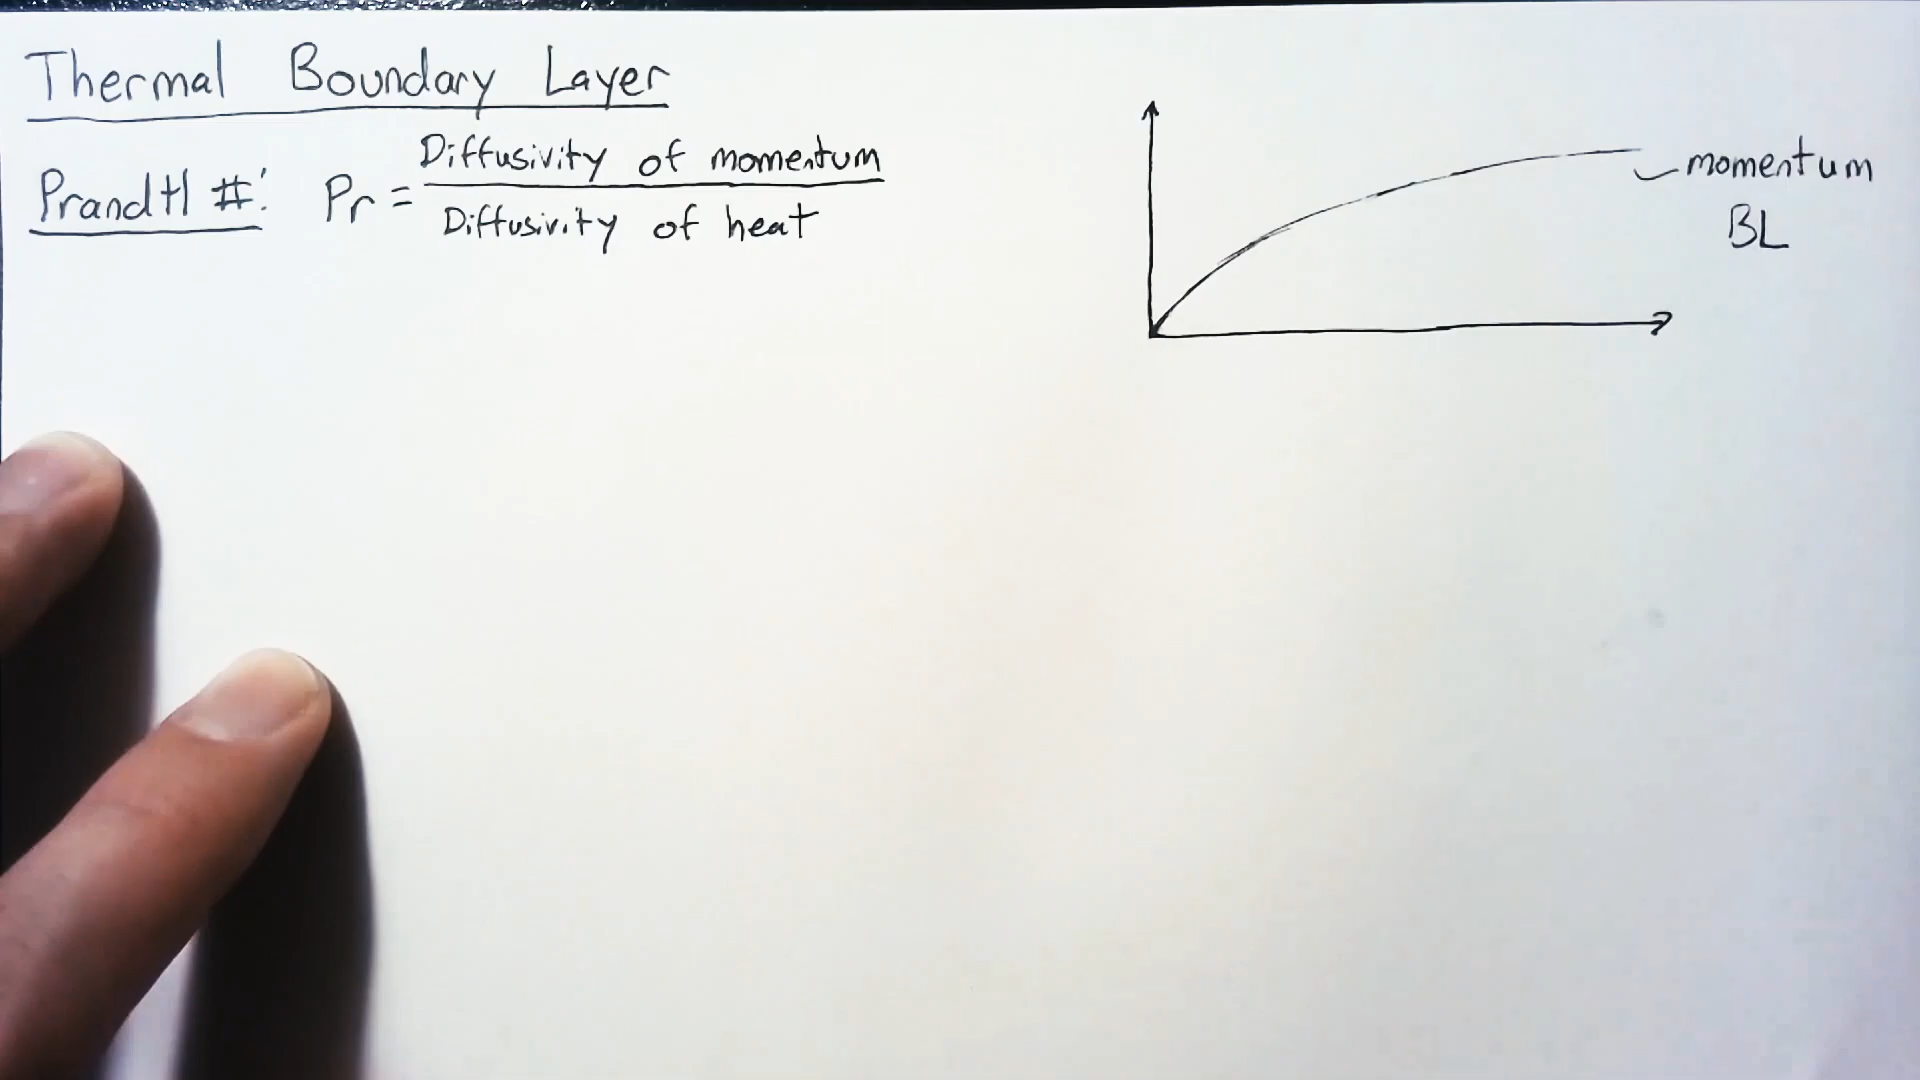 Thermal Boundary Layer
Prandtl #: Pr = Diffusivity of momentum
Diffusivity of heat
momentum
BL